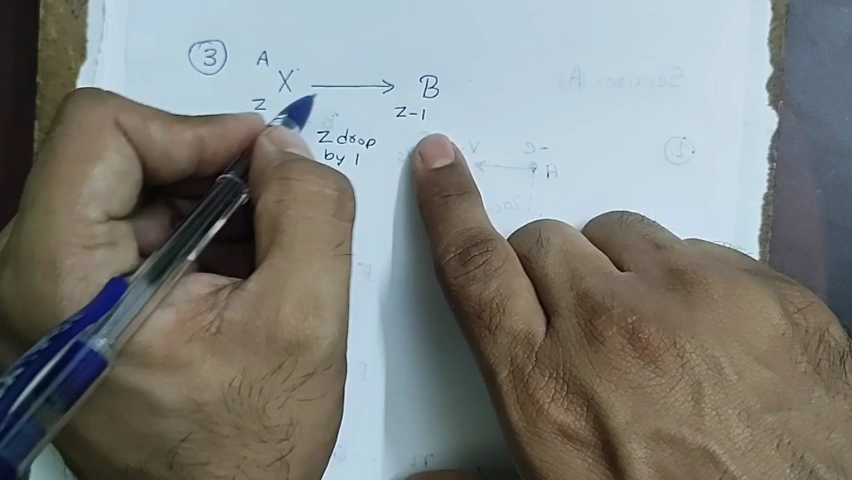 ③ A
X → B
Z Z-1
Z drop
by 1